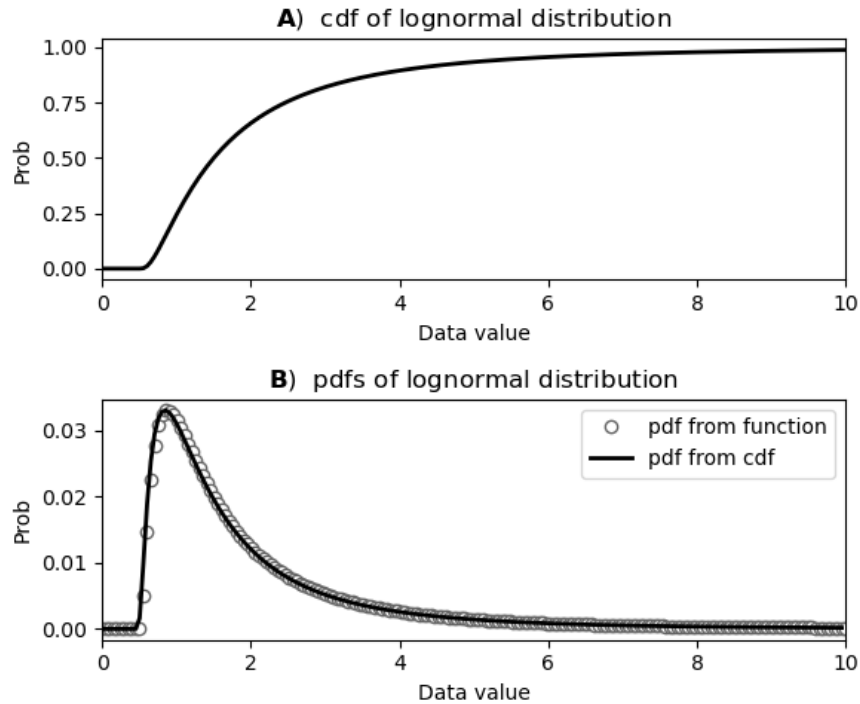 A) cdf of lognormal distribution
1.00
0.75
0.50
0.25
0.00
Prob
0 2 4 6 8 10
Data value
B) pdfs of lognormal distribution
0.03
0.02
0.01
0.00
Prob
pdf from function
pdf from cdf
0 2 4 6 8 10
Data value